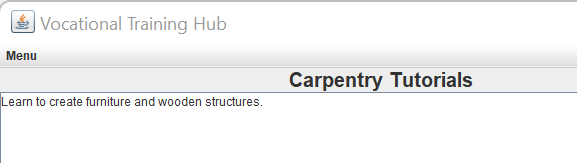 Vocational Training Hub
Menu
Carpentry Tutorials
Learn to create furniture and wooden structures.